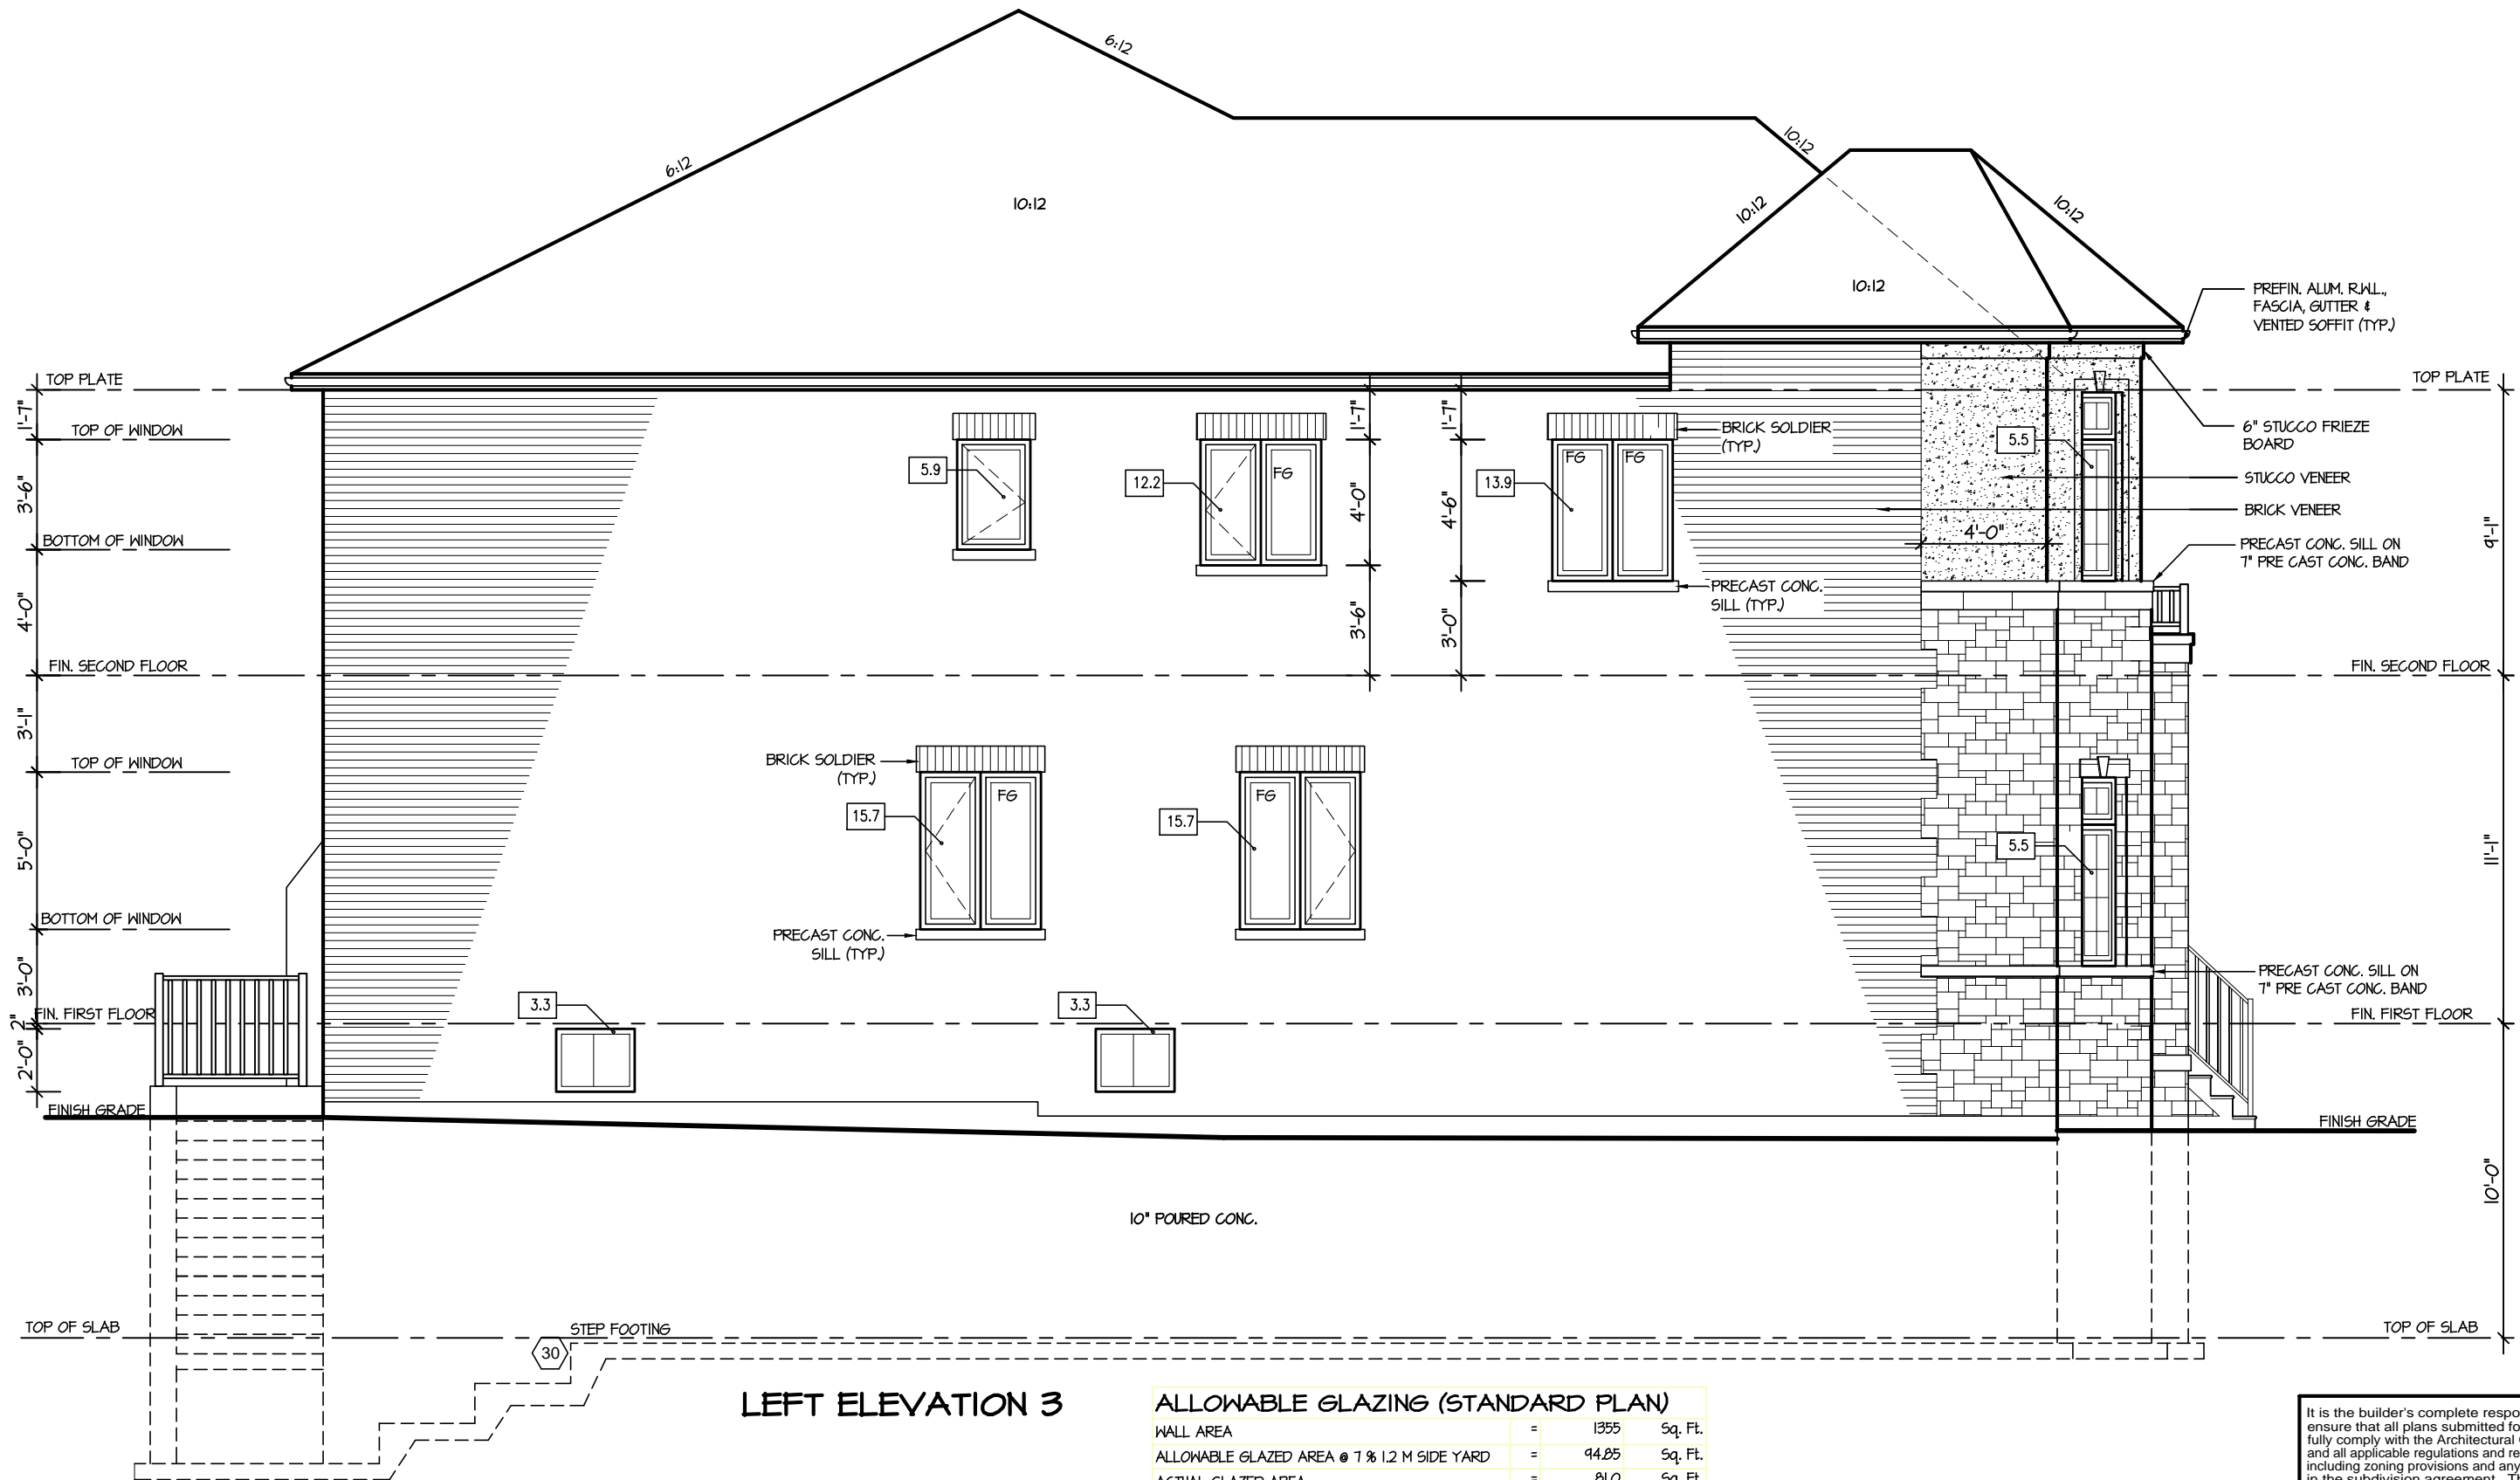 6:12
6:12
10:12
10:12
10:12
10:12
10:12
PREFIN. ALUM. R.W.L.,
FASCIA, GUTTER &
VENTED SOFFIT (TYP.)
TOP PLATE
TOP PLATE
1'-7"
1'-7"
1'-7"
TOP OF WINDOW
BRICK SOLDIER
(TYP.)
6" STUCCO FRIEZE
BOARD
5.5
FG
FG
FG
5.9
12.2
13.9
STUCCO VENEER
3'-6"
4'-0"
4'-6"
BRICK VENEER
4'-0"
9'-1"
BOTTOM OF WINDOW
PRECAST CONC. SILL ON
7" PRE CAST CONC. BAND
PRECAST CONC.
SILL (TYP.)
4'-0"
3'-6"
3'-0"
FIN. SECOND FLOOR
FIN. SECOND FLOOR
3'-1"
TOP OF WINDOW
BRICK SOLDIER
(TYP.)
FG
FG
15.7
15.7
5.5
5'-0"
11'-1"
BOTTOM OF WINDOW
PRECAST CONC.
SILL (TYP.)
3'-0"
PRECAST CONC. SILL ON
7" PRE CAST CONC. BAND
3.3
3.3
FIN. FIRST FLOOR
FIN. FIRST FLOOR
2"
2'-0"
FINISH GRADE
FINISH GRADE
10'-0"
10" POURED CONC.
TOP OF SLAB
STEP FOOTING
TOP OF SLAB
30
LEFT ELEVATION 3
ALLOWABLE GLAZING (STANDARD PLAN)
WALL AREA = 1355 Sq. Ft.
ALLOWABLE GLAZED AREA @ 7 % 1.2 M SIDE YARD = 94.85 Sq. Ft.
ACTUAL GLAZED AREA = 81.0 Sq. Ft.
It is the builder's complete respo
ensure that all plans submitted fo
fully comply with the Architectural
and all applicable regulations and re
including zoning provisions and any
in the subdivision agreement.